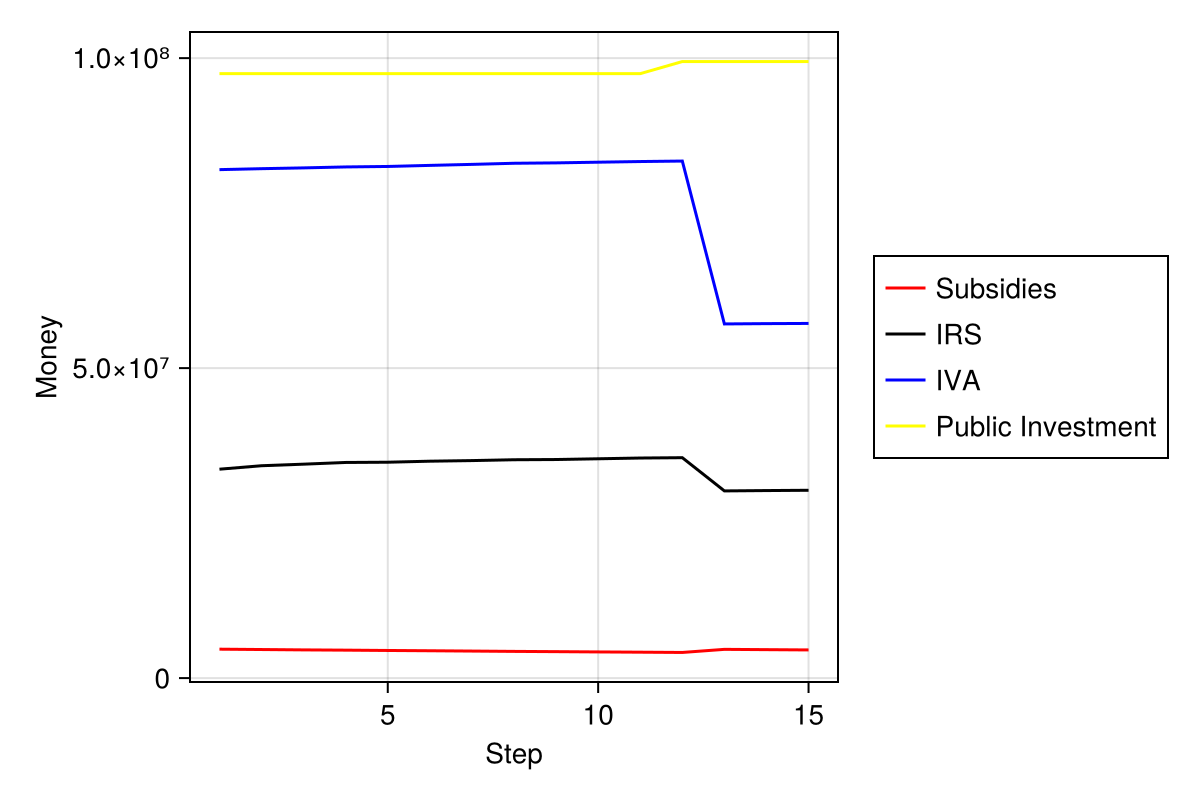 1.0×10⁸
5.0×10⁷
0
Money
5
10
15
Step
Subsidies
IRS
IVA
Public Investment